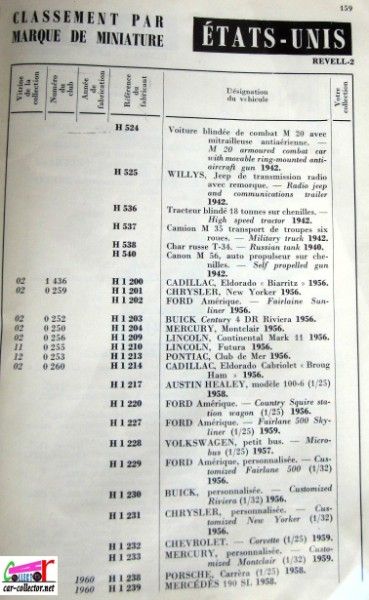 159
CLASSEMENT PAR
MARQUE DE MINIATURE
ÉTATS-UNIS
REVELL-2
Vitrine de la collection
Numéro du club
Année de fabrication
Référence du fabricant
Désignation du véhicule
Votre collection
H 524 Voiture blindée de combat M 20 avec
mitrailleuse antiaérienne. —
M 20 armoured combat car
with movable ring-mounted anti-
aircraft gun 1942.
H 525 WILLYS, Jeep de transmission radio
avec remorque. — Radio jeep
and communications trailer
1942.
H 536 Tracteur blindé 18 tonnes sur chenilles. —
High speed tractor 1942.
H 537 Camion M 35 transport de troupes six
roues. — Military truck 1942.
H 538 Char russe T-34. — Russian tank 1940.
H 540 Canon M 56, auto propulseur sur che-
nilles. — Self propelled gun
1942.
02 1 436 H 1 200 CADILLAC, Eldorado « Biarritz » 1956.
02 0 259 H 1 201 CHRYSLER, New Yorker 1956.
H 1 202 FORD Amérique. — Fairlaine Sun-
liner 1956.
02 0 252 H 1 203 BUICK Century 4 DR Riviera 1956.
02 0 250 H 1 204 MERCURY, Montclair 1956.
02 0 256 H 1 209 LINCOLN, Continental Mark 11 1956.
11 0 255 H 1 210 LINCOLN, Futura 1956.
12 0 253 H 1 213 PONTIAC, Club de Mer 1956.
02 0 260 H 1 214 CADILLAC, Eldorado Cabriolet « Broug
Ham » 1956.
H 1 217 AUSTIN HEALEY, modèle 100-6 (1/25)
1958.
H 1 220 FORD Amérique. — Country Squire sta-
tion wagon (1/25) 1956.
H 1 227 FORD Amérique. — Fairlane 500 Sky-
liner (1/25) 1959.
H 1 228 VOLKSWAGEN, petit bus. — Micro-
bus (1/25) 1957.
H 1 229 FORD Amérique, personnalisée. — Cus-
tomized Fairlane 500 (1/32)
1956.
H 1 230 BUICK, personnalisée. — Customized
Riviera (1/32) 1956.
H 1 231 CHRYSLER, personnalisée. — Cus-
tomized New Yorker (1/32)
1956.
H 1 232 CHEVROLET. — Corvette (1/25) 1959.
H 1 233 MERCURY, personnalisée. — Custo-
mized Montclair (1/32) 1956.
1960 H 1 238 PORSCHE, Carrèra (1/25) 1958.
1960 H 1 239 MERCÉDÈS 190 SL 1958.
car-collector.net